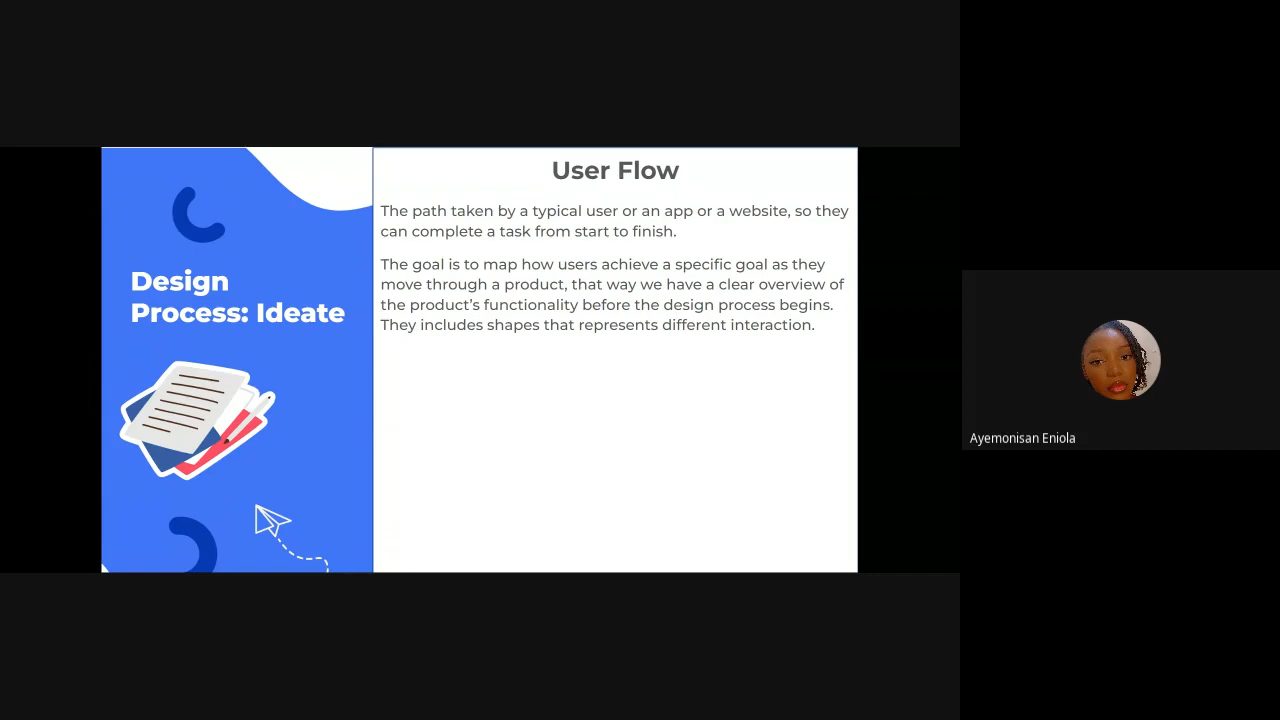 User Flow
The path taken by a typical user or an app or a website, so they
can complete a task from start to finish.
The goal is to map how users achieve a specific goal as they
move through a product, that way we have a clear overview of
the product's functionality before the design process begins.
They includes shapes that represents different interaction.
Design
Process: Ideate
Ayemonisan Eniola